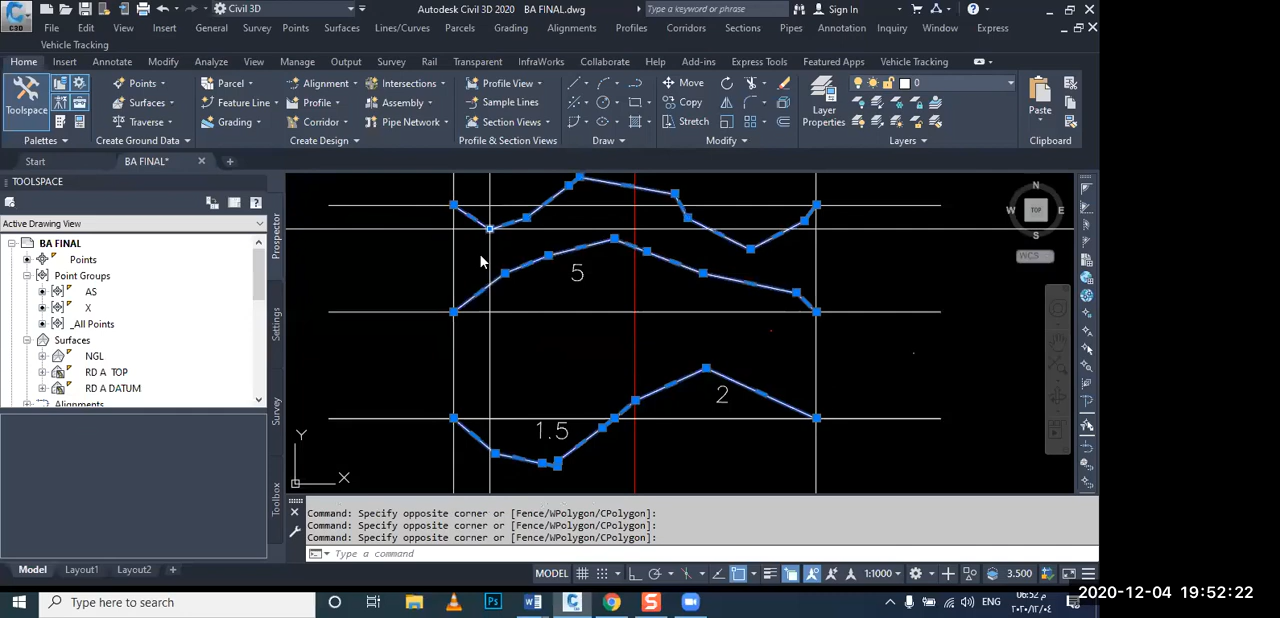 Civil 3D
Autodesk Civil 3D 2020 BA FINAL.dwg
Type a keyword or phrase
Sign In
File Edit View Insert General Survey Points Surfaces Lines/Curves Parcels Grading Alignments Profiles Corridors Sections Pipes Annotation Inquiry Window Express
Vehicle Tracking
Home Insert Annotate Modify Analyze View Manage Output Survey Rail Transparent InfraWorks Collaborate Help Add-ins Express Tools Featured Apps Vehicle Tracking
Toolspace
Points
Surfaces
Traverse
Parcel
Feature Line
Grading
Alignment
Profile
Corridor
Intersections
Assembly
Pipe Network
Profile View
Sample Lines
Section Views
Move
Copy
Stretch
Layer
Properties
0
Paste
Palettes Create Ground Data Create Design Profile & Section Views Draw Modify Layers Clipboard
Start BA FINAL*
TOOLSPACE
Active Drawing View
BA FINAL
Points
Point Groups
AS
X
_All Points
Surfaces
NGL
RD A TOP
RD A DATUM
Alignments
Prospector
Settings
Survey
Toolbox
N
W TOP E
S
WCS
5
2
1.5
Y
X
Command: Specify opposite corner or [Fence/WPolygon/CPolygon]:
Command: Specify opposite corner or [Fence/WPolygon/CPolygon]:
Command: Specify opposite corner or [Fence/WPolygon/CPolygon]:
Type a command
Model Layout1 Layout2
MODEL 1:1000 3.500
Type here to search
ENG
2020-12-04 19:52:22